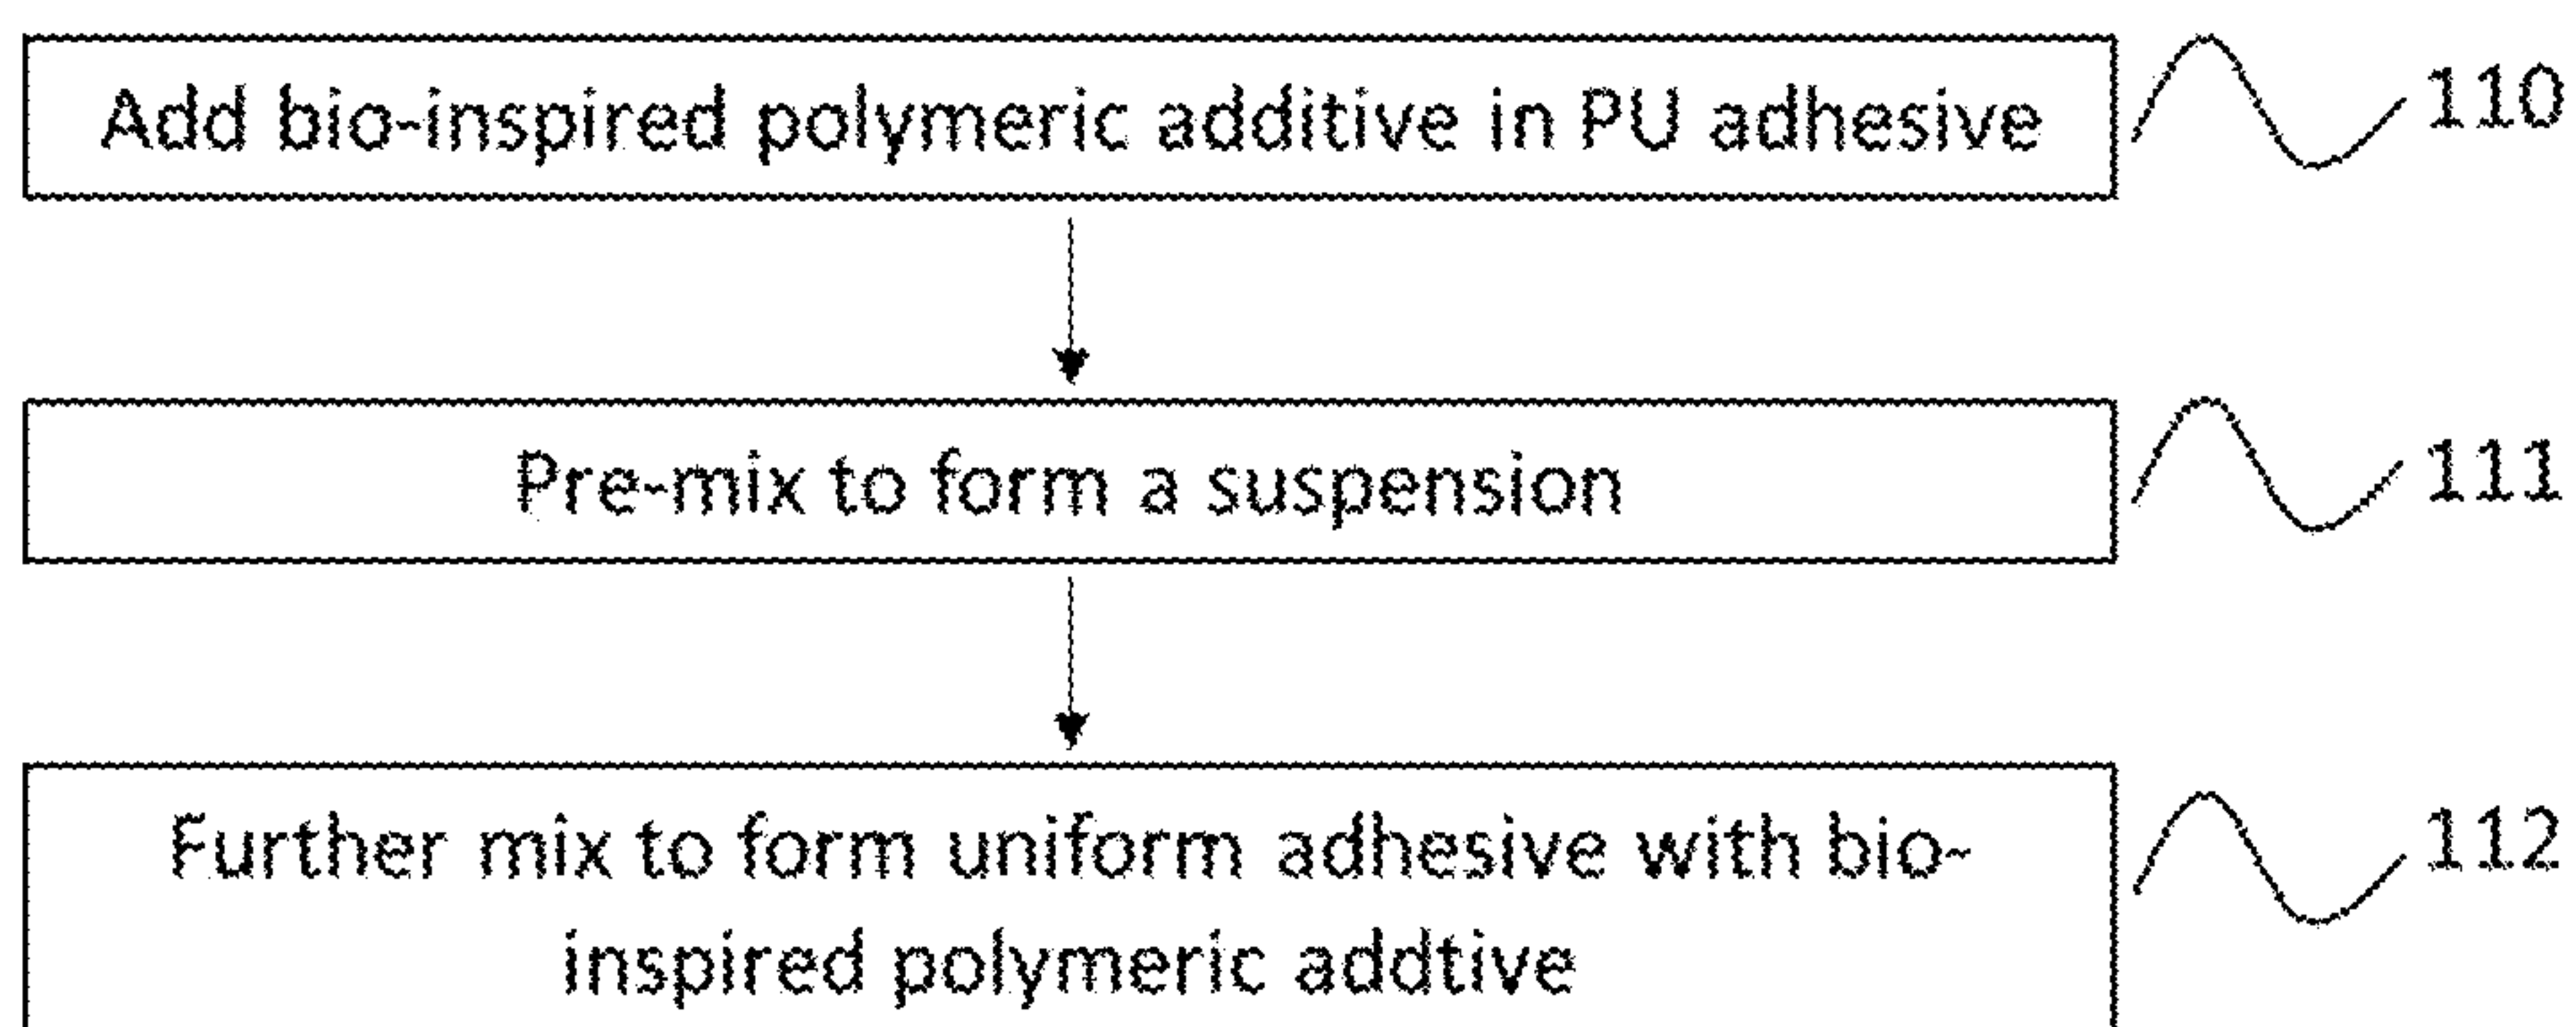 Add bio-inspired polymeric additive in PU adhesive 110
Pre-mix to form a suspension 111
Further mix to form uniform adhesive with bio- 112
inspired polymeric addtive